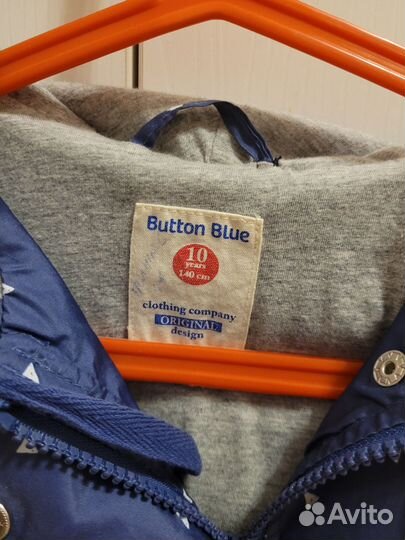 Button Blue
10
years
140 cm
clothing company
ORIGINAL
design
Avito